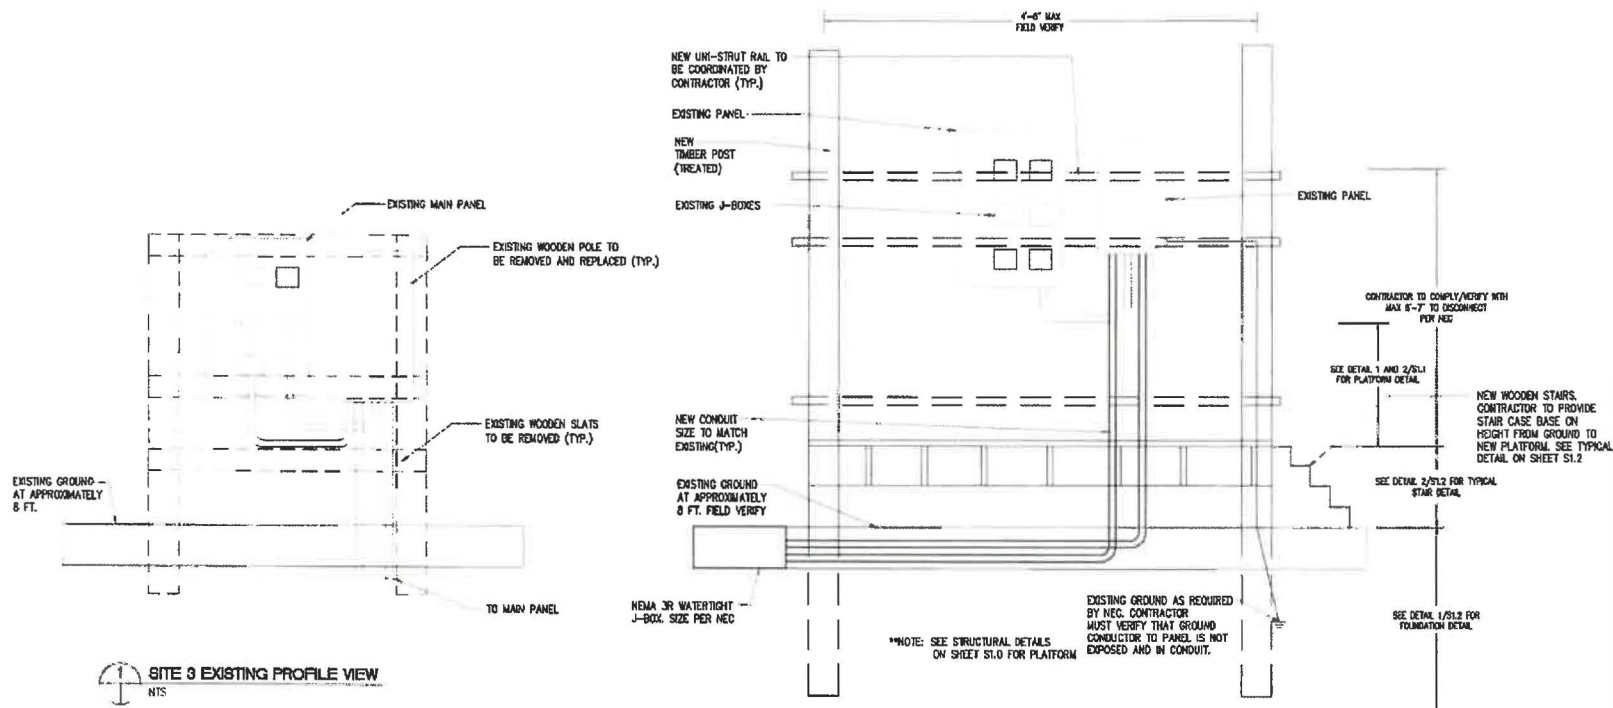 EXISTING MAIN PANEL
EXISTING WOODEN POLE TO
BE REMOVED AND REPLACED (TYP.)
EXISTING WOODEN SLATS
TO BE REMOVED (TYP.)
EXISTING GROUND
AT APPROXIMATELY
8 FT.
TO MAIN PANEL
1
SITE 3 EXISTING PROFILE VIEW
NTS
4'-6" MAX
FIELD VERIFY
NEW UNI-STRUT RAIL TO
BE COORDINATED BY
CONTRACTOR (TYP.)
EXISTING PANEL
NEW
TIMBER POST
(TREATED)
EXISTING J-BOXES
EXISTING PANEL
CONTRACTOR TO COMPLY/VERIFY WITH
MAX 6'-7" TO DISCONNECT
PER NEC
SEE DETAIL 1 AND 2/S1.1
FOR PLATFORM DETAIL
NEW WOODEN STAIRS.
CONTRACTOR TO PROVIDE
STAIR CASE BASE ON
HEIGHT FROM GROUND TO
NEW PLATFORM. SEE TYPICAL
DETAIL ON SHEET S1.2
NEW CONDUIT
SIZE TO MATCH
EXISTING(TYP.)
SEE DETAIL 2/S1.2 FOR TYPICAL
STAIR DETAIL
EXISTING GROUND
AT APPROXIMATELY
8 FT. FIELD VERIFY
NEMA 3R WATERTIGHT
J-BOX. SIZE PER NEC
EXISTING GROUND AS REQUIRED
BY NEC. CONTRACTOR
MUST VERIFY THAT GROUND
CONDUCTOR TO PANEL IS NOT
EXPOSED AND IN CONDUIT.
SEE DETAIL 1/S1.2 FOR
FOUNDATION DETAIL
**NOTE: SEE STRUCTURAL DETAILS
ON SHEET S1.0 FOR PLATFORM